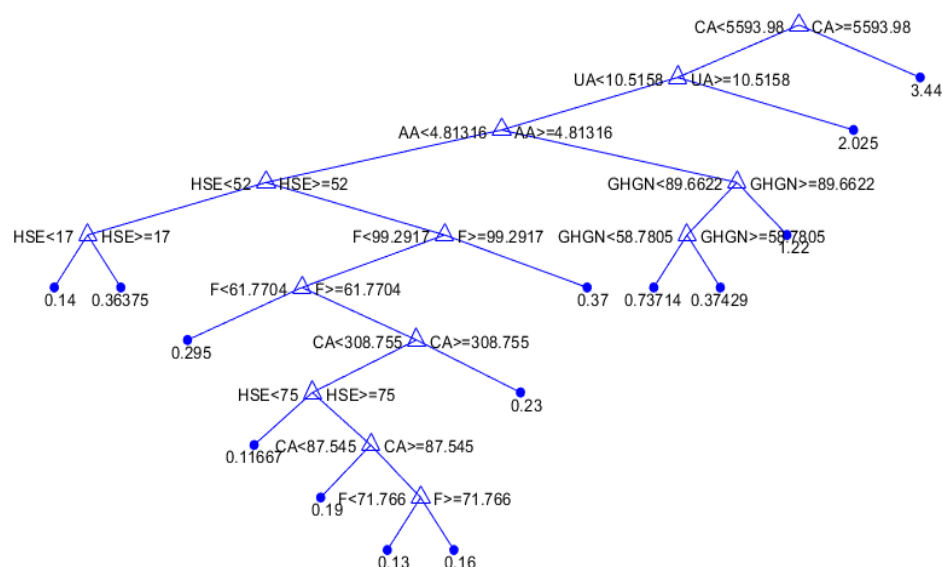 CA<5593.98 CA>=5593.98
UA<10.5158 UA>=10.5158
3.44
AA<4.81316 AA>=4.81316
2.025
HSE<52 HSE>=52 GHGN<89.6622 GHGN>=89.6622
HSE<17 HSE>=17 F<99.2917 F>=99.2917 GHGN<58.7805 GHGN>=58.7805
1.22
F<61.7704 F>=61.7704
0.14 0.36375 0.37 0.73714 0.37429
CA<308.755 CA>=308.755
0.295
HSE<75 HSE>=75
0.23
CA<87.545 CA>=87.545
0.11667
F<71.766 F>=71.766
0.19
0.13 0.16